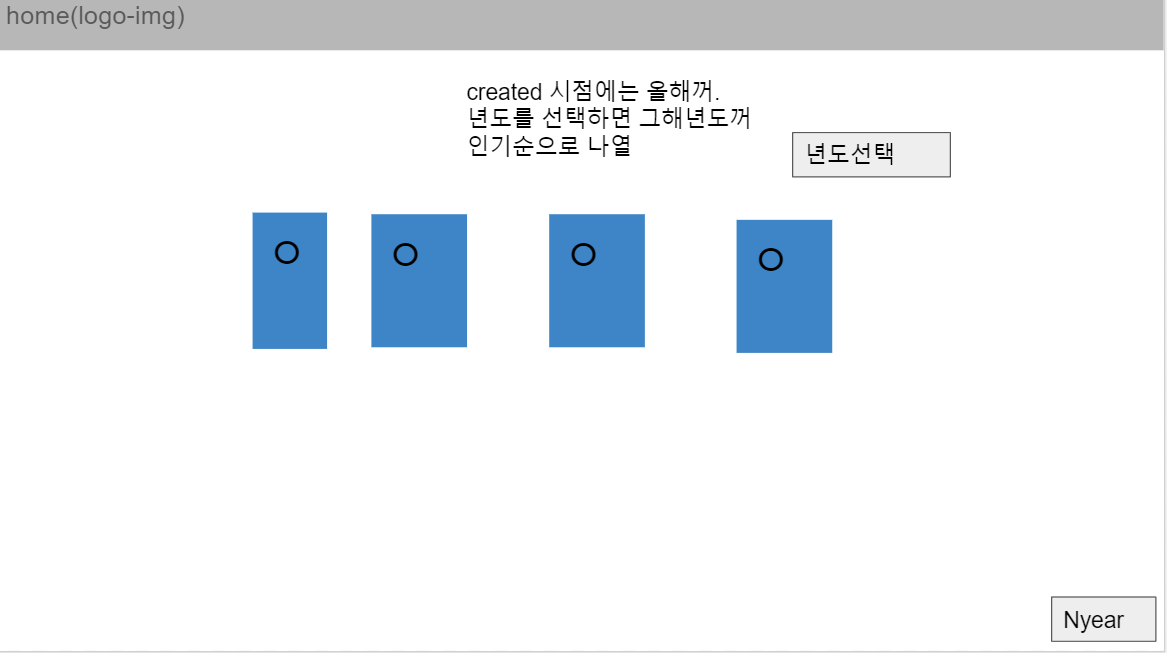 home(logo-img)
created 시점에는 올해꺼.
년도를 선택하면 그해년도꺼
인기순으로 나열
년도선택
Nyear